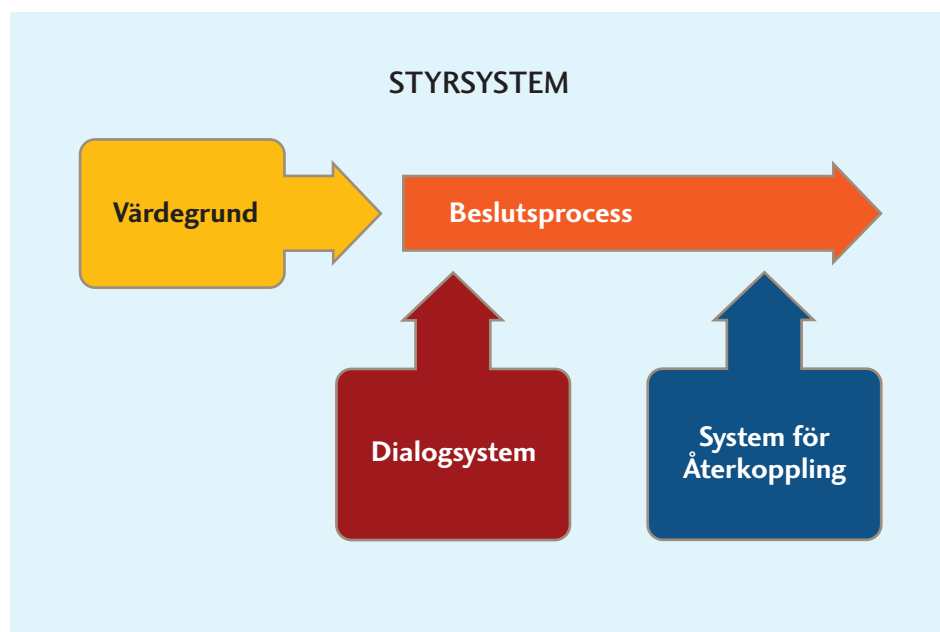 STYRSYSTEM
Värdegrund
Beslutsprocess
Dialogsystem
System för
Återkoppling